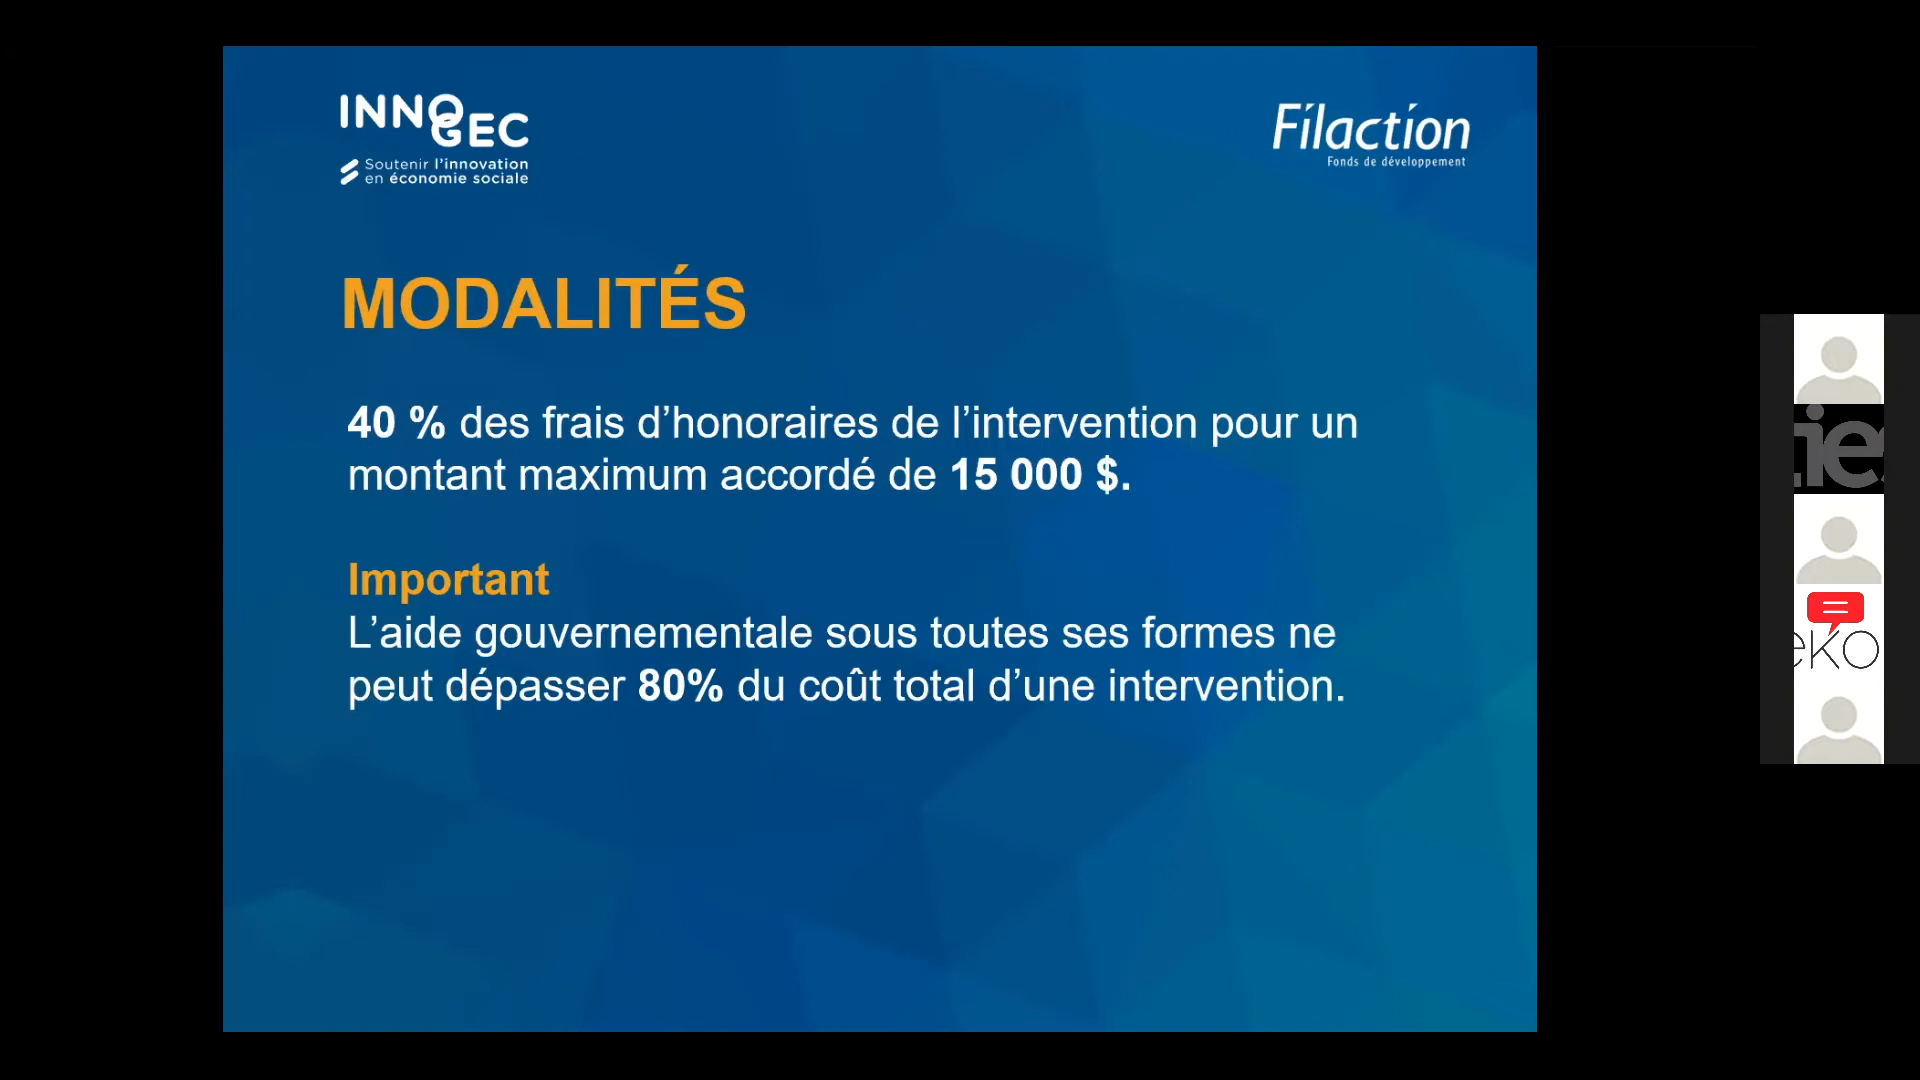 INNOGEC
Soutenir l'innovation
en économie sociale
Filaction
Fonds de développement
MODALITÉS
40 % des frais d’honoraires de l’intervention pour un
montant maximum accordé de 15 000 $.
Important
L’aide gouvernementale sous toutes ses formes ne
peut dépasser 80% du coût total d’une intervention.